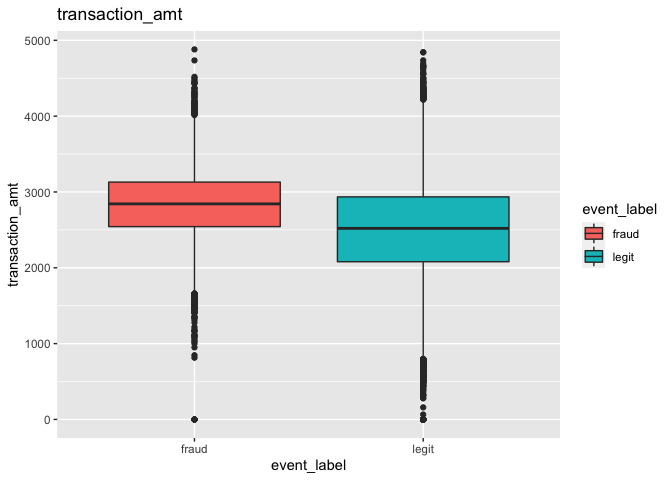 transaction_amt
5000
4000
3000
2000
1000
0
transaction_amt
fraud
legit
event_label
event_label
fraud
legit